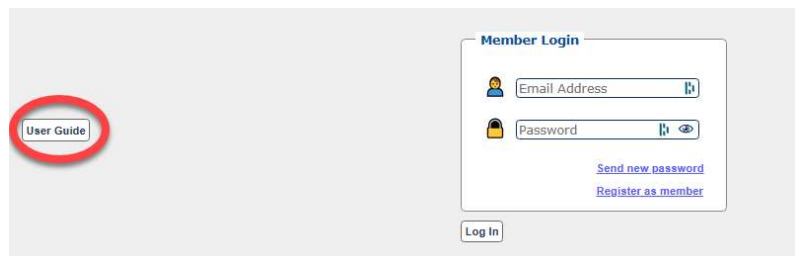 Member Login
Email Address
User Guide
Password
Send new password
Register as member
Log In